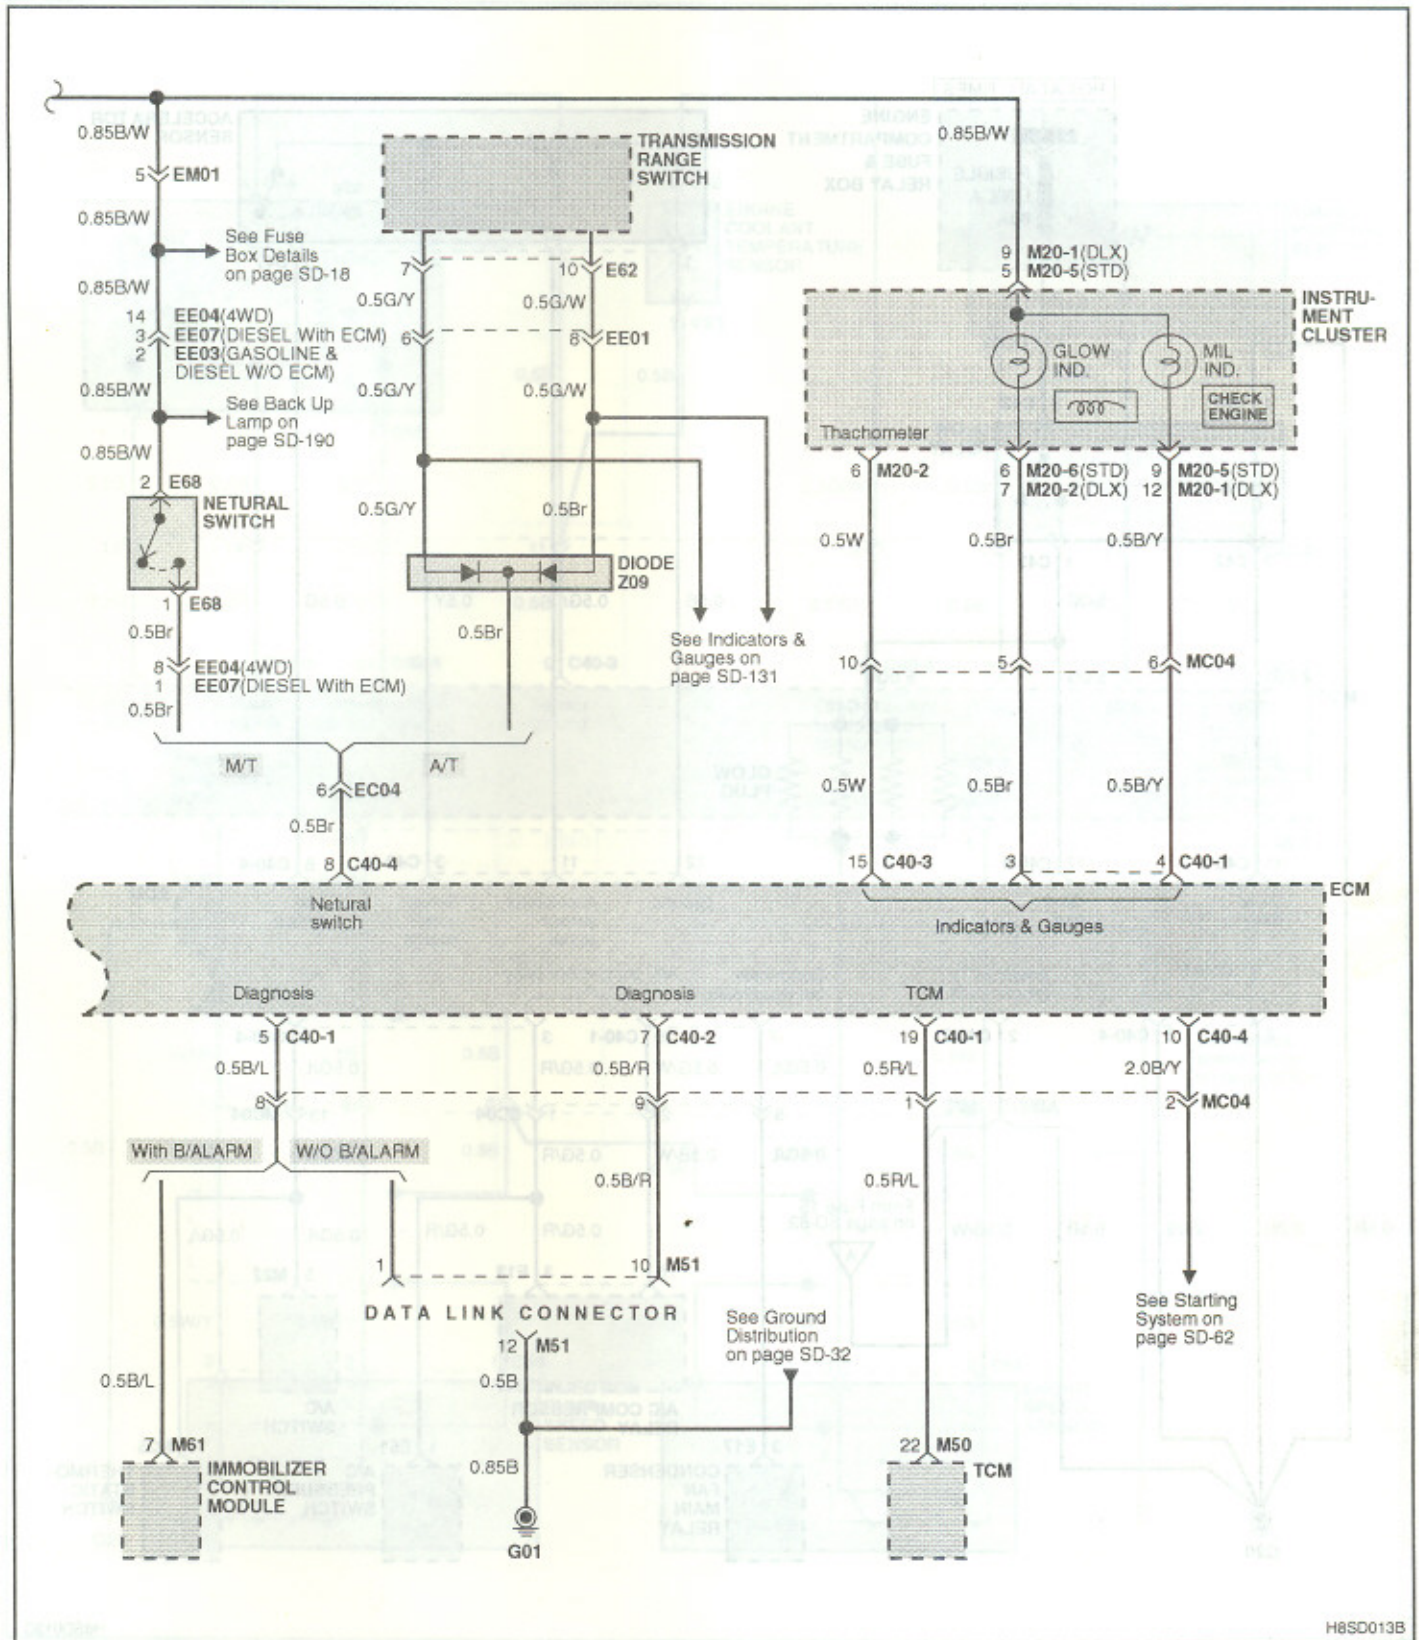 0.85B/W
5 EM01
0.85B/W
See Fuse
Box Details
on page SD-18
0.85B/W
14 EE04(4WD)
3 EE07(DIESEL With ECM)
2 EE03(GASOLINE &
DIESEL W/O ECM)
0.85B/W
See Back Up
Lamp on
page SD-190
0.85B/W
2 E68
NETURAL
SWITCH
1 E68
0.5Br
8 EE04(4WD)
1 EE07(DIESEL With ECM)
0.5Br
M/T
A/T
6 EC04
0.5Br
8 C40-4
TRANSMISSION
RANGE
SWITCH
7
10 E62
0.5G/Y
0.5G/W
6
8 EE01
0.5G/Y
0.5G/W
0.5G/Y
0.5Br
DIODE
Z09
0.5Br
See Indicators &
Gauges on
page SD-131
0.85B/W
9 M20-1(DLX)
5 M20-5(STD)
INSTRU-
MENT
CLUSTER
GLOW
IND.
MIL
IND.
CHECK
ENGINE
Thachometer
6 M20-2
6 M20-6(STD)
7 M20-2(DLX)
9 M20-5(STD)
12 M20-1(DLX)
0.5W
0.5Br
0.5B/Y
10
5
6 MC04
0.5W
0.5Br
0.5B/Y
15 C40-3
3
4 C40-1
ECM
Netural
switch
Indicators & Gauges
Diagnosis
Diagnosis
TCM
5 C40-1
7 C40-2
19 C40-1
10 C40-4
0.5B/L
0.5B/R
0.5R/L
2.0B/Y
8
9
1
2 MC04
With B/ALARM
W/O B/ALARM
0.5B/R
0.5R/L
1
10 M51
DATA LINK CONNECTOR
12 M51
0.5B
See Ground
Distribution
on page SD-32
See Starting
System on
page SD-62
0.5B/L
0.85B
G01
7 M61
IMMOBILIZER
CONTROL
MODULE
22 M50
TCM
H8SD013B